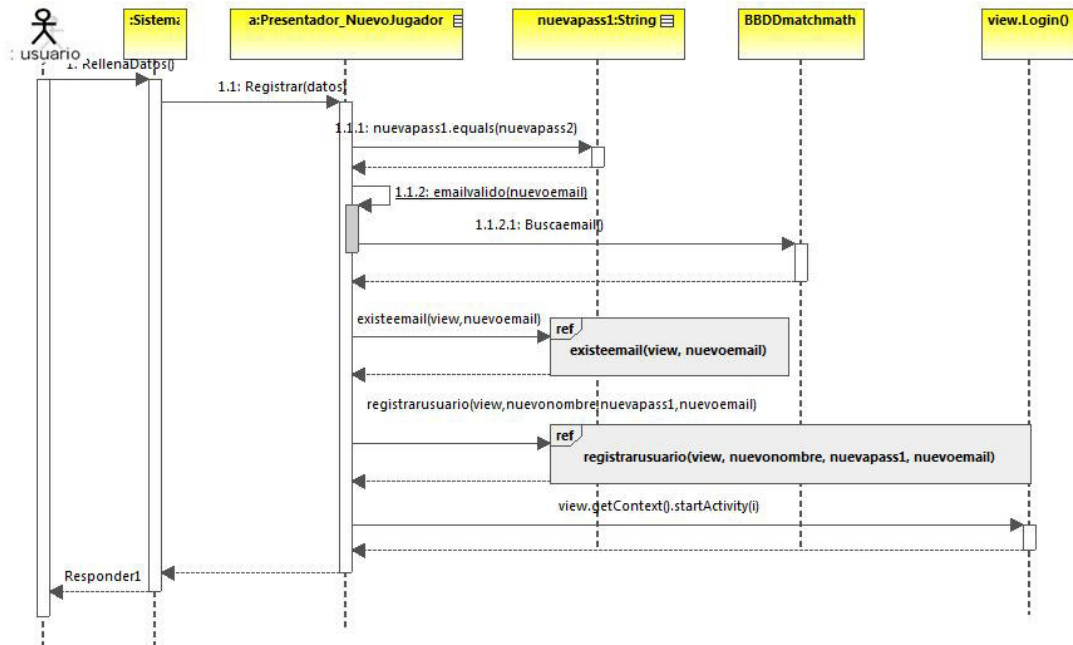 :Sistema
a:Presentador_NuevoJugador
nuevapass1:String
BBDDmatchmath
view.Login()
: usuario
1: RellenaDatos()
1.1: Registrar(datos)
1.1.1: nuevapass1.equals(nuevapass2)
1.1.2: emailvalido(nuevoemail)
1.1.2.1: Buscaemail()
existeemail(view,nuevoemail)
ref
existeemail(view, nuevoemail)
registrarusuario(view,nuevonombre,nuevapass1,nuevoemail)
ref
registrarusuario(view, nuevonombre, nuevapass1, nuevoemail)
view.getContext().startActivity(i)
Responder1